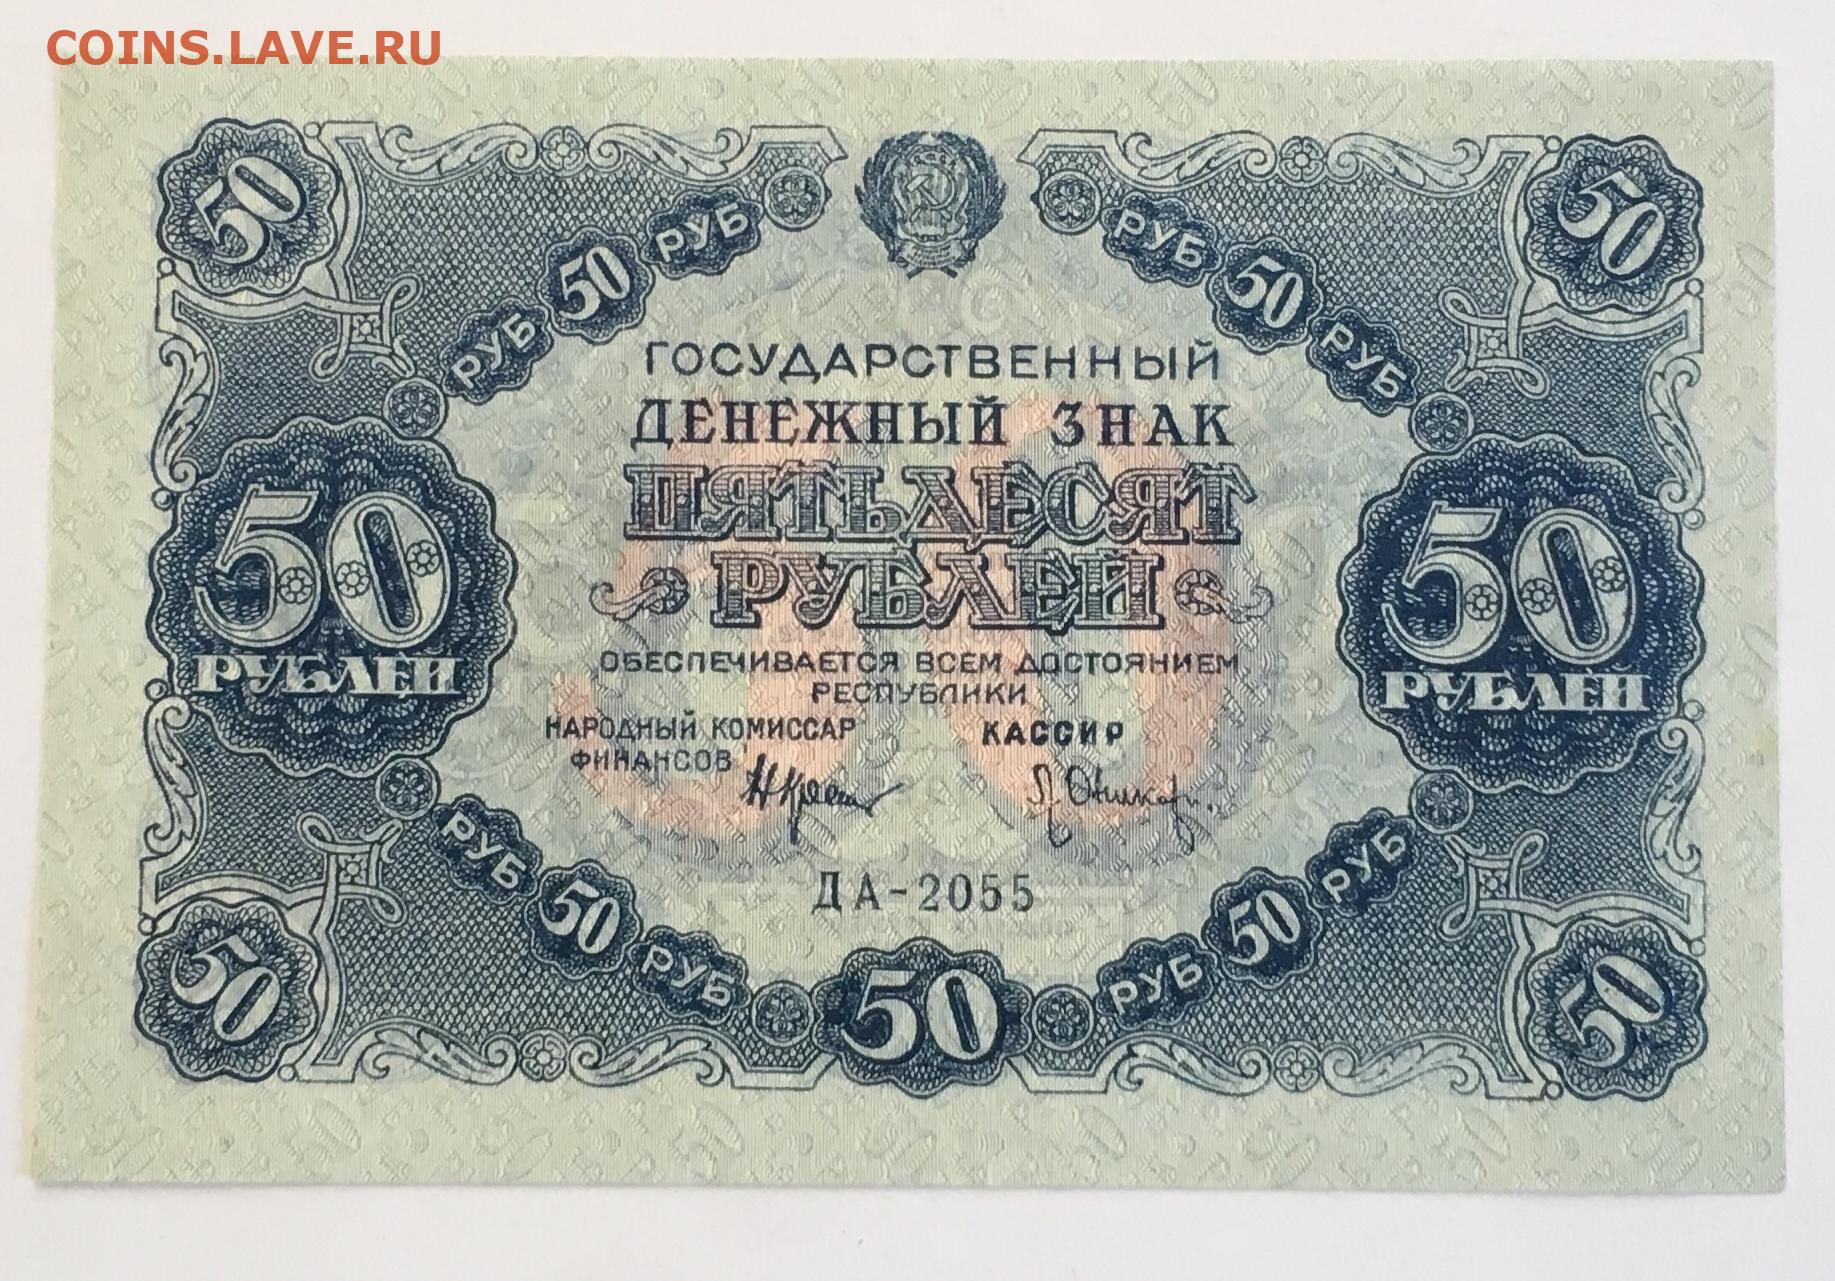 COINS.LAVE.RU
50 50
РУБ 50 РУБ РУБ 50 РУБ
ГОСУДАРСТВЕННЫЙ
ДЕНЕЖНЫЙ ЗНАК
ПЯТЬДЕСЯТ
РУБЛЕЙ
50 50
РУБЛЕЙ РУБЛЕЙ
ОБЕСПЕЧИВАЕТСЯ ВСЕМ ДОСТОЯНИЕМ
РЕСПУБЛИКИ
НАРОДНЫЙ КОМИССАР КАССИР
ФИНАНСОВ
ДА-2055
РУБ 50 РУБ РУБ 50 РУБ
50 50 50